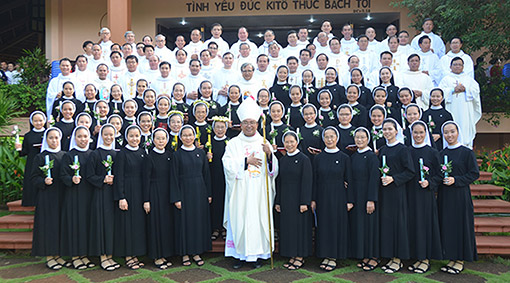 TÌNH YÊU ĐỨC KITÔ THÚC BÁCH TÔI